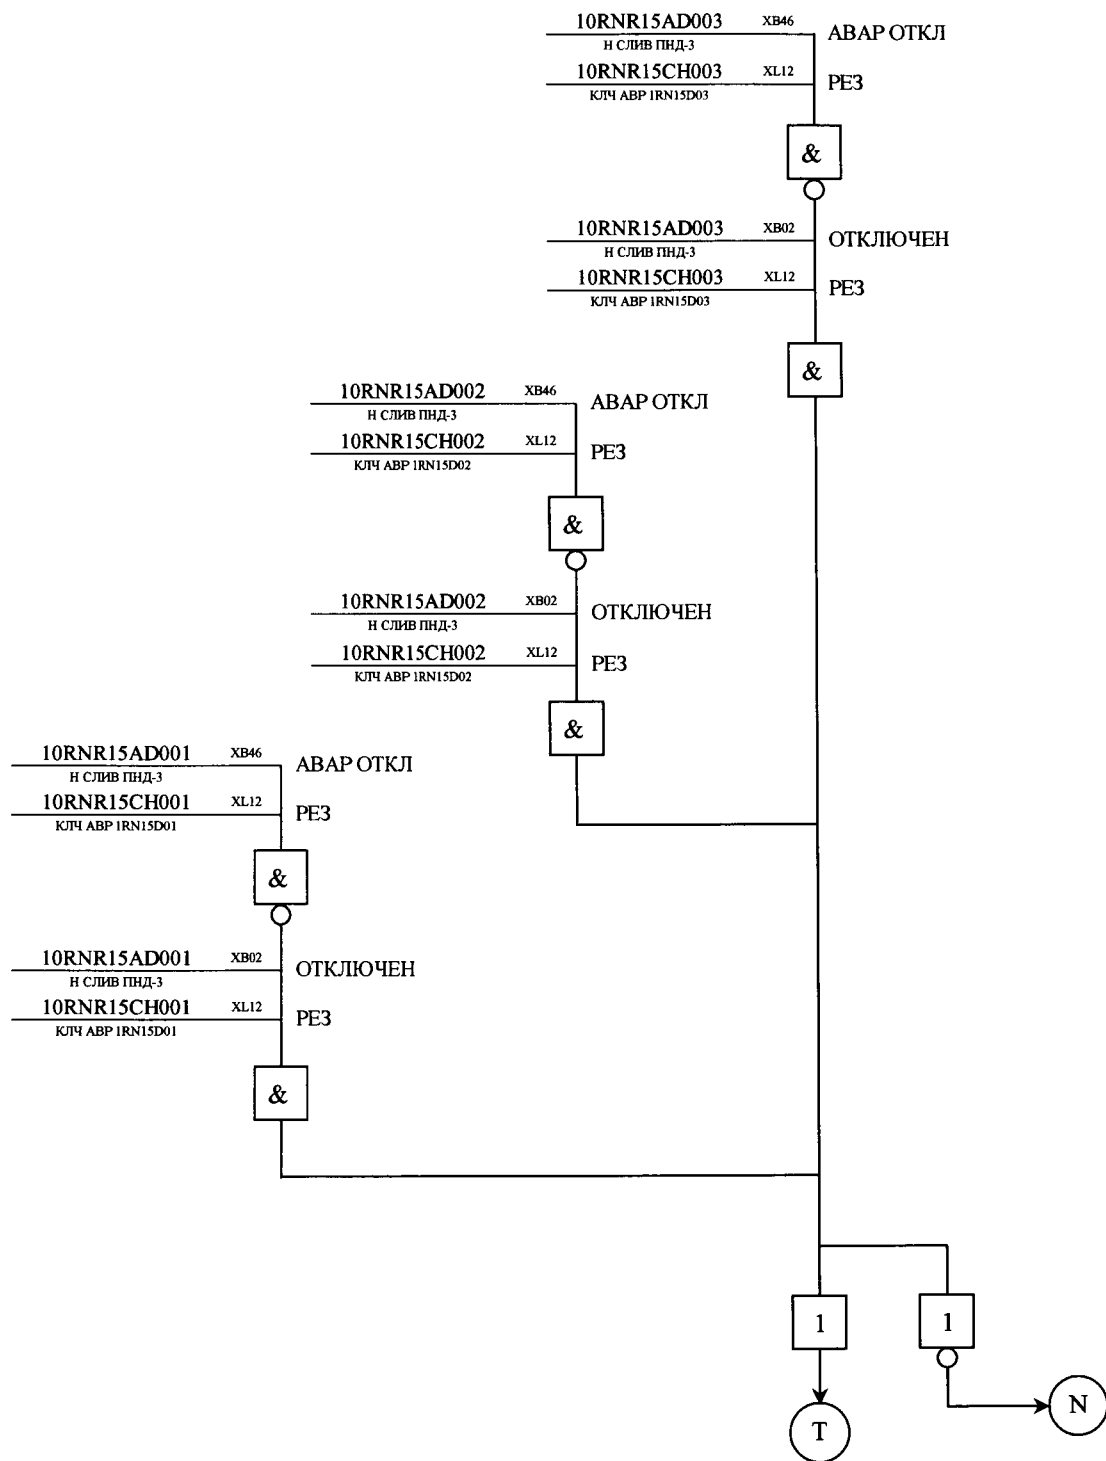 10RNR15AD003 XB46 АВАР ОТКЛ
Н СЛИВ ПНД-3
10RNR15CH003 XL12 РЕЗ
КЛЧ АВР 1RN15D03
&
10RNR15AD003 XB02 ОТКЛЮЧЕН
Н СЛИВ ПНД-3
10RNR15CH003 XL12 РЕЗ
КЛЧ АВР 1RN15D03
&
10RNR15AD002 XB46 АВАР ОТКЛ
Н СЛИВ ПНД-3
10RNR15CH002 XL12 РЕЗ
КЛЧ АВР 1RN15D02
&
10RNR15AD002 XB02 ОТКЛЮЧЕН
Н СЛИВ ПНД-3
10RNR15CH002 XL12 РЕЗ
КЛЧ АВР 1RN15D02
&
10RNR15AD001 XB46 АВАР ОТКЛ
Н СЛИВ ПНД-3
10RNR15CH001 XL12 РЕЗ
КЛЧ АВР 1RN15D01
&
10RNR15AD001 XB02 ОТКЛЮЧЕН
Н СЛИВ ПНД-3
10RNR15CH001 XL12 РЕЗ
КЛЧ АВР 1RN15D01
&
1 1
T N